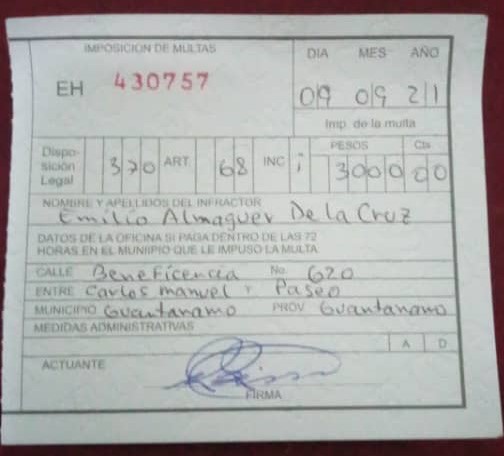 IMPOSICION DE MULTAS
DIA MES AÑO
EH 430757
09 09 21
Imp. de la multa
Dispo-
sición
Legal
370 ART 68 INC i
PESOS Cts
3000 00
NOMBRE Y APELLIDOS DEL INFRACTOR
Emilio Almaguer De la Cruz
DATOS DE LA OFICINA SI PAGA DENTRO DE LAS 72
HORAS EN EL MUNIIPIO QUE LE IMPUSO LA MULTA
CALLE Beneficencia No. 620
ENTRE Carlos manuel Y Paseo
MUNICIPIO Guantanamo PROV Guantanamo
MEDIDAS ADMINISTRATIVAS
A D
ACTUANTE
FIRMA